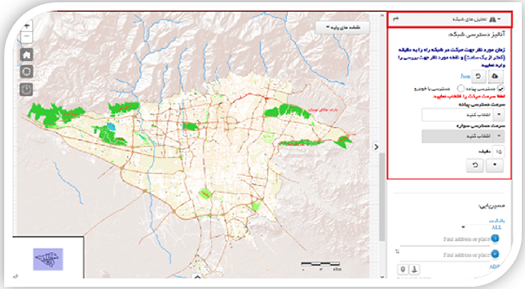 نقشه های پایه
تحلیل های شبکه
آنالیز دسترسی شبکه:
زمان مورد نظر جهت حرکت در شبکه راه را به دقیقه
(کمتر از یک ساعت) و نقطه مورد نظر جهت بررسی را
وارد نمایید
دسترسی پیاده
دسترسی با خودرو
لطفا سرعت حرکت را انتخاب نمایید
سرعت دسترسی پیاده
انتخاب کنید
سرعت دسترسی سواره
انتخاب کنید
۱۵ دقیقه
مسیریابی:
ALL
Find address or place
Find address or place